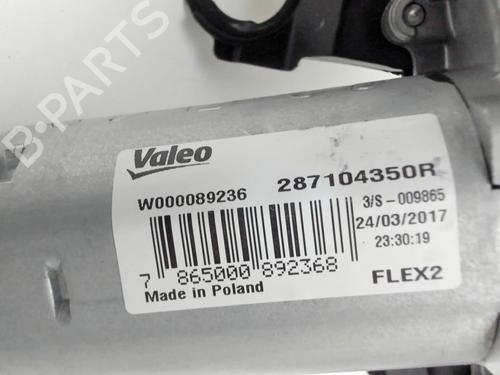 B-PARTS
Valeo
W000089236 287104350R
3/S -009865
24/03/2017
23:30:19
7 865000 892368
Made in Poland FLEX2